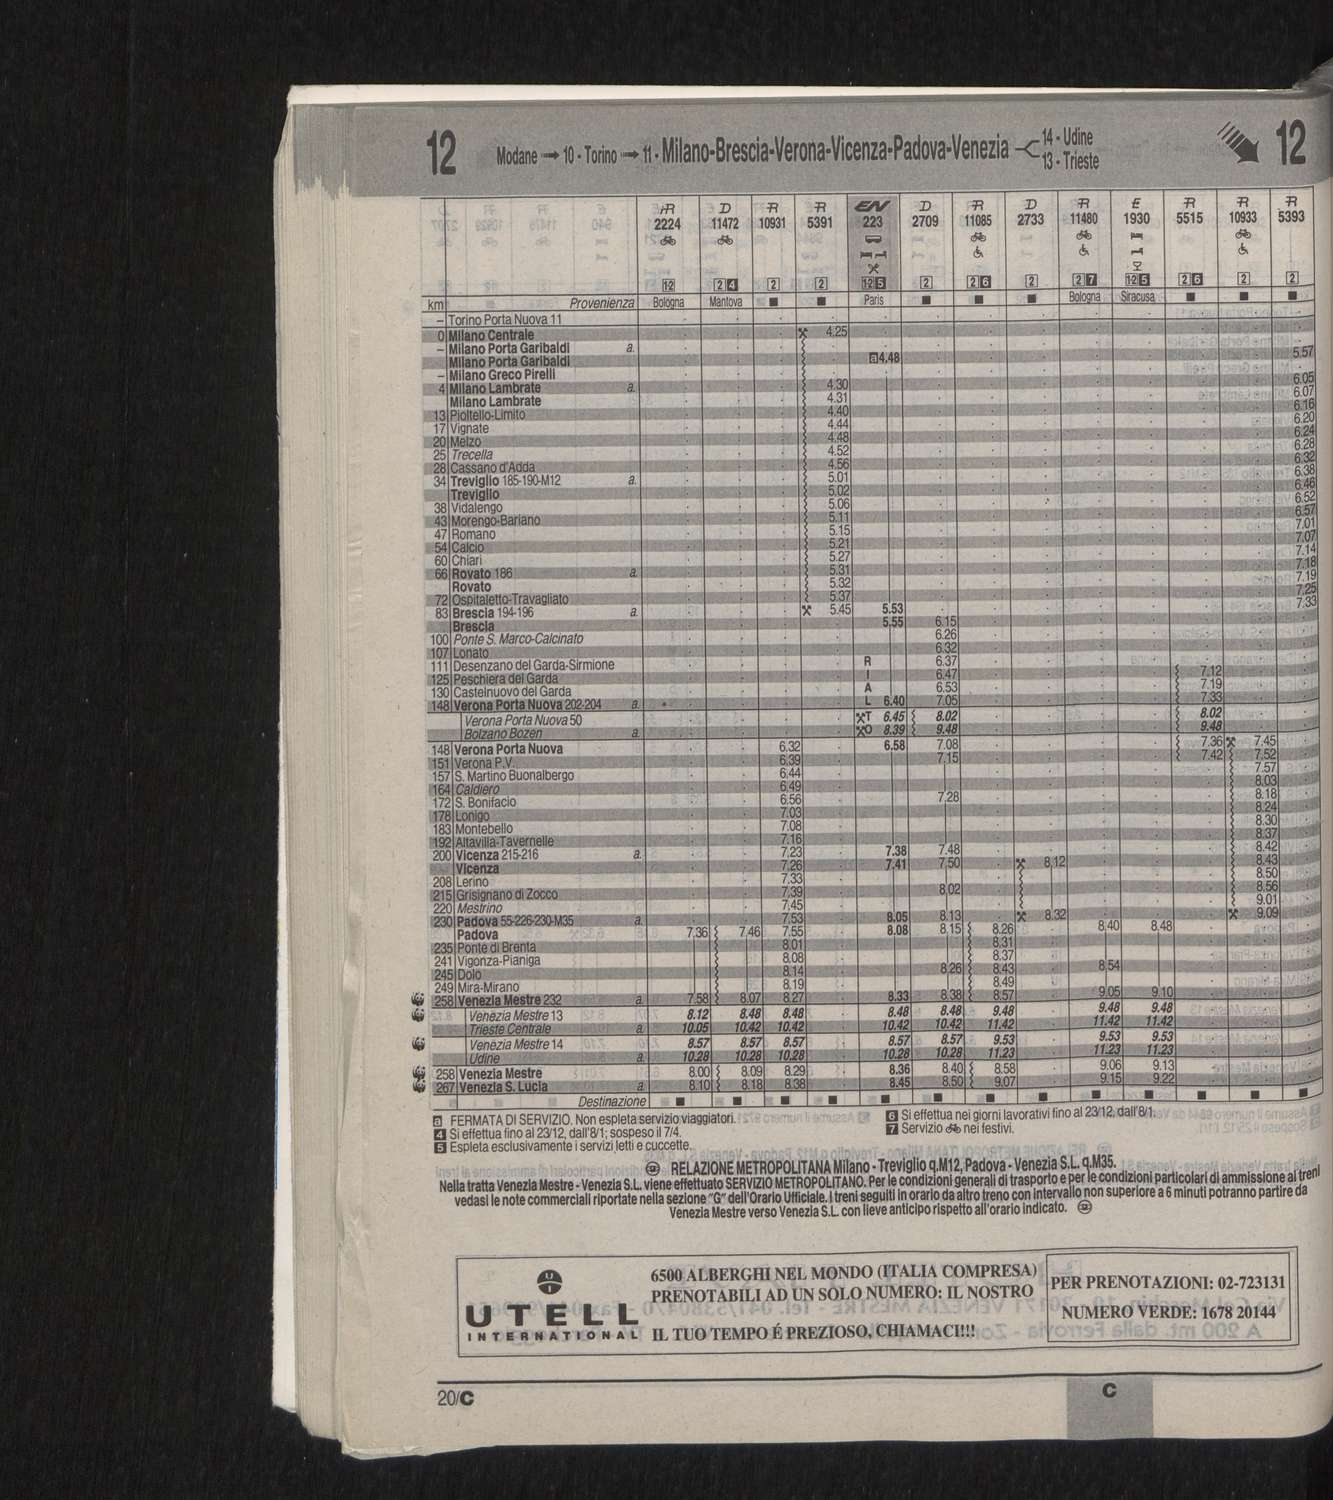 12 Modane → 10 - Torino → 11 - Milano-Brescia-Verona-Vicenza-Padova-Venezia 14 - Udine 12
13 - Trieste
iR D R R EN D R D R E R R R
2224 11472 10931 5391 223 2709 11085 2733 11480 1930 5515 10933 5393
12 2 4 2 2 12 5 2 2 6 2 2 7 12 5 2 6 2 2
km Provenienza Bologna Mantova ■ ■ Paris ■ ■ ■ Bologna Siracusa ■ ■ ■
– Torino Porta Nuova 11
0 Milano Centrale 4.25
– Milano Porta Garibaldi a.
Milano Porta Garibaldi a 4.48 5.57
– Milano Greco Pirelli
4 Milano Lambrate a. 4.30 6.05
Milano Lambrate 4.31 6.07
13 Pioltello-Limito 4.40 6.16
17 Vignate 4.44 6.20
20 Melzo 4.48 6.24
25 Trecella 4.52 6.28
28 Cassano d'Adda 4.56 6.32
34 Treviglio 185-190-M12 a. 5.01 6.38
Treviglio 5.02 6.46
38 Vidalengo 5.06 6.52
43 Morengo-Bariano 5.11 6.57
47 Romano 5.15 7.01
54 Calcio 5.21 7.07
60 Chiari 5.27 7.14
66 Rovato 186 a. 5.31 7.18
Rovato 5.32 7.19
72 Ospitaletto-Travagliato 5.37 7.25
83 Brescia 194-196 a. 5.45 5.53 7.33
Brescia 5.55 6.15
100 Ponte S. Marco-Calcinato 6.26
107 Lonato 6.32
111 Desenzano del Garda-Sirmione R 6.37
125 Peschiera del Garda I 6.47 7.12
130 Castelnuovo del Garda A 6.53 7.19
148 Verona Porta Nuova 202-204 a. L 6.40 7.05 7.33
Verona Porta Nuova 50 T 6.45 8.02 8.02
Bolzano Bozen a. O 8.39 9.48 9.48
148 Verona Porta Nuova 6.32 6.58 7.08 7.36 7.45
151 Verona P.V. 6.39 7.15 7.42 7.52
157 S. Martino Buonalbergo 6.44 7.57
164 Caldiero 6.49 8.03
172 S. Bonifacio 6.56 7.28 8.18
178 Lonigo 7.03 8.24
183 Montebello 7.08 8.30
192 Altavilla-Tavernelle 7.16 8.37
200 Vicenza 215-216 a. 7.23 7.38 7.48 8.42
Vicenza 7.26 7.41 7.50 8.12 8.43
208 Lerino 7.33 8.50
215 Grisignano di Zocco 7.39 8.02 8.56
220 Mestrino 7.45 9.01
230 Padova 55-226-230-M35 a. 7.53 8.05 8.13 8.32 9.09
Padova 7.36 7.46 7.55 8.08 8.15 8.26 8.40 8.48
235 Ponte di Brenta 8.01 8.31
241 Vigonza-Pianiga 8.08 8.37
245 Dolo 8.14 8.26 8.43 8.54
249 Mira-Mirano 8.19 8.49
258 Venezia Mestre 232 a. 7.58 8.07 8.27 8.33 8.38 8.57 9.05 9.10
Venezia Mestre 13 8.12 8.48 8.48 8.48 8.48 9.48 9.48 9.48
Trieste Centrale a. 10.05 10.42 10.42 10.42 10.42 11.42 11.42 11.42
Venezia Mestre 14 8.57 8.57 8.57 8.57 8.57 9.53 9.53 9.53
Udine a. 10.28 10.28 10.28 10.28 10.28 11.23 11.23 11.23
258 Venezia Mestre 8.00 8.09 8.29 8.36 8.40 8.58 9.06 9.13
267 Venezia S. Lucia a 8.10 8.18 8.38 8.45 8.50 9.07 9.15 9.22
Destinazione ■ ■ ■ ■ ■ ■ ■ ■ ■ ■ ■ ■ ■
a FERMATA DI SERVIZIO. Non espleta servizio viaggiatori.
4 Si effettua fino al 23/12, dall'8/1; sospeso il 7/4.
5 Espleta esclusivamente i servizi letti e cuccette.
6 Si effettua nei giorni lavorativi fino al 23/12, dall'8/1.
7 Servizio nei festivi.
RELAZIONE METROPOLITANA Milano - Treviglio q.M12, Padova - Venezia S.L. q.M35.
Nella tratta Venezia Mestre - Venezia S.L. viene effettuato SERVIZIO METROPOLITANO. Per le condizioni generali di trasporto e per le condizioni particolari di ammissione ai treni
vedasi le note commerciali riportate nella sezione "G" dell'Orario Ufficiale. I treni seguiti in orario da altro treno con intervallo non superiore a 6 minuti potranno partire da
Venezia Mestre verso Venezia S.L. con lieve anticipo rispetto all'orario indicato.
UTELL
INTERNATIONAL
6500 ALBERGHI NEL MONDO (ITALIA COMPRESA)
PRENOTABILI AD UN SOLO NUMERO: IL NOSTRO
IL TUO TEMPO É PREZIOSO, CHIAMACI!!!
PER PRENOTAZIONI: 02-723131
NUMERO VERDE: 1678 20144
20/C
C